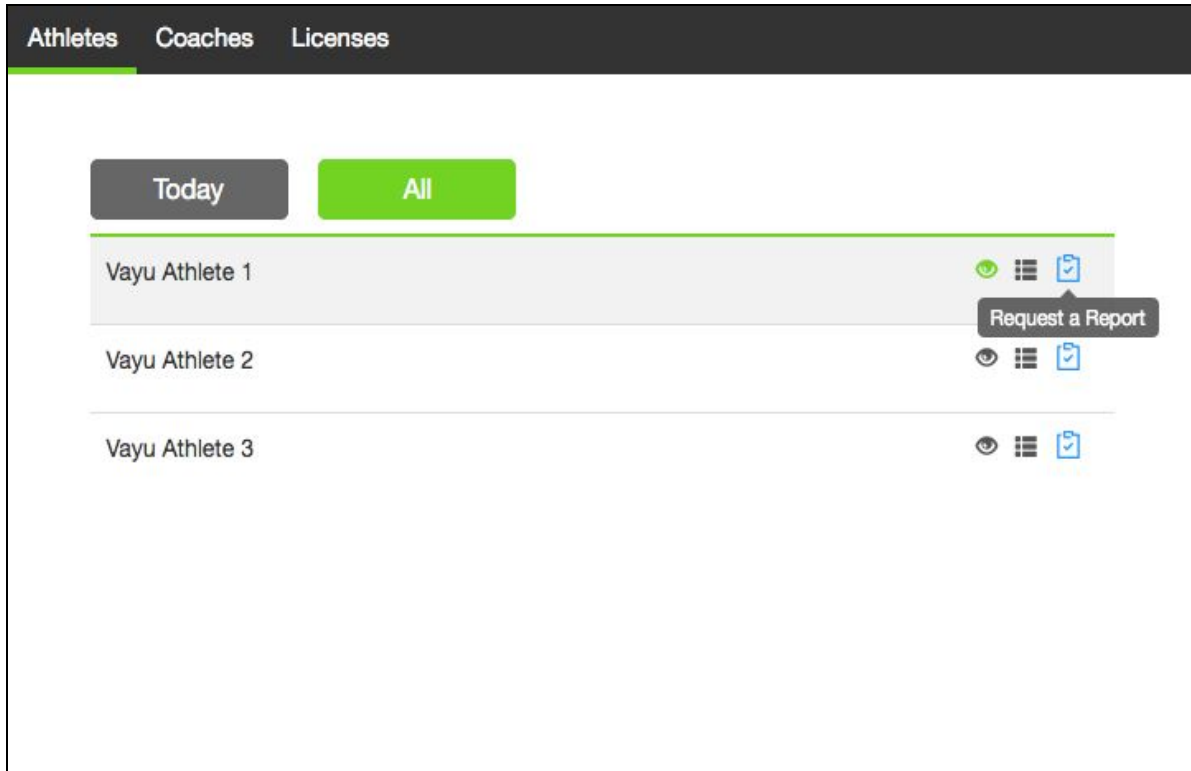 Athletes Coaches Licenses
Today All
Vayu Athlete 1
Request a Report
Vayu Athlete 2
Vayu Athlete 3